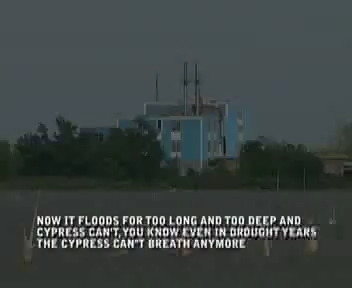 NOW IT FLOODS FOR TOO LONG AND TOO DEEP AND
CYPRESS CAN'T, YOU KNOW EVEN IN DROUGHT YEARS
THE CYPRESS CAN"T BREATH ANYMORE